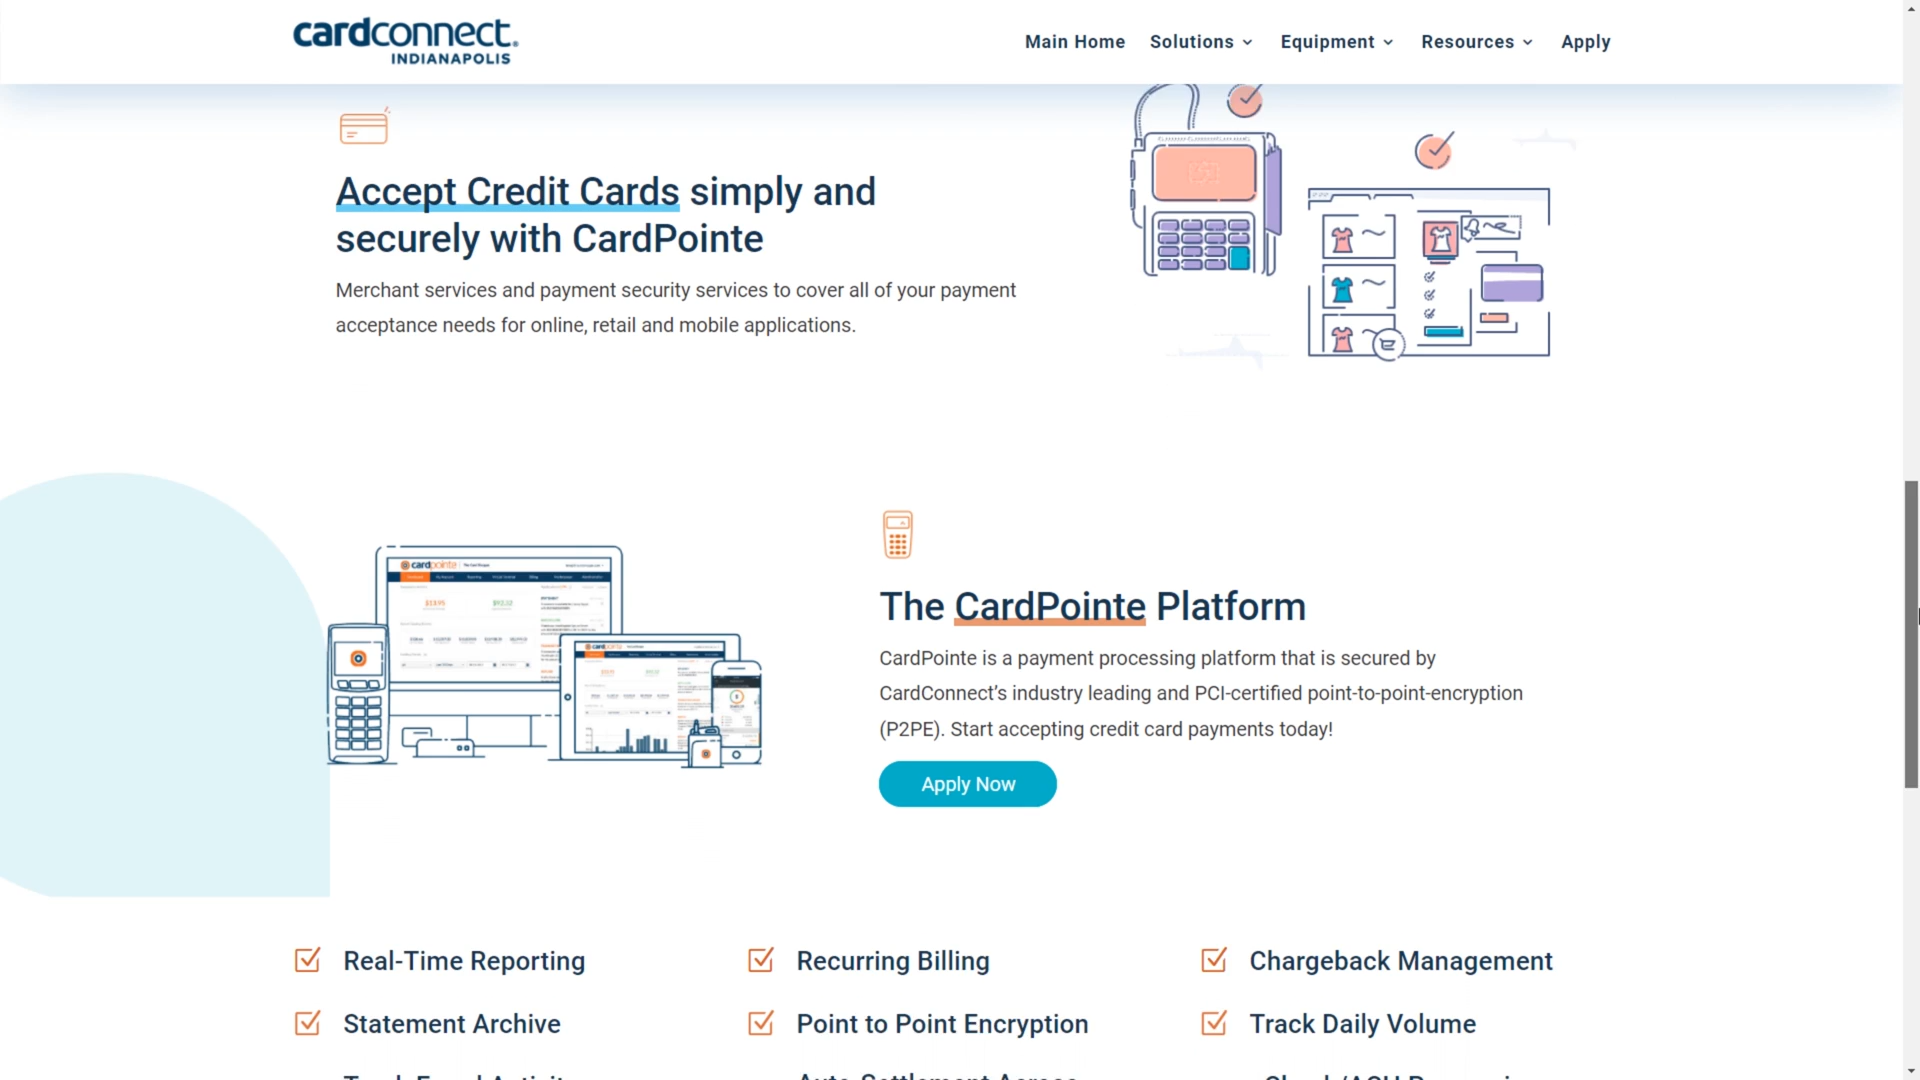 cardconnect.
INDIANAPOLIS
Main Home
Solutions
Equipment
Resources
Apply
Accept Credit Cards simply and
securely with CardPointe
Merchant services and payment security services to cover all of your payment
acceptance needs for online, retail and mobile applications.
cardpointe
cardpointe
The CardPointe Platform
CardPointe is a payment processing platform that is secured by
CardConnect’s industry leading and PCI-certified point-to-point-encryption
(P2PE). Start accepting credit card payments today!
Apply Now
Real-Time Reporting
Recurring Billing
Chargeback Management
Statement Archive
Point to Point Encryption
Track Daily Volume